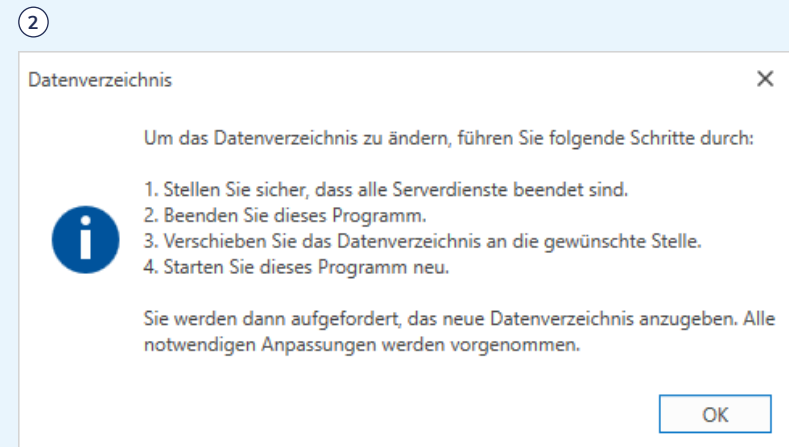 2
Datenverzeichnis
Um das Datenverzeichnis zu ändern, führen Sie folgende Schritte durch:
1. Stellen Sie sicher, dass alle Serverdienste beendet sind.
2. Beenden Sie dieses Programm.
3. Verschieben Sie das Datenverzeichnis an die gewünschte Stelle.
4. Starten Sie dieses Programm neu.
Sie werden dann aufgefordert, das neue Datenverzeichnis anzugeben. Alle
notwendigen Anpassungen werden vorgenommen.
OK